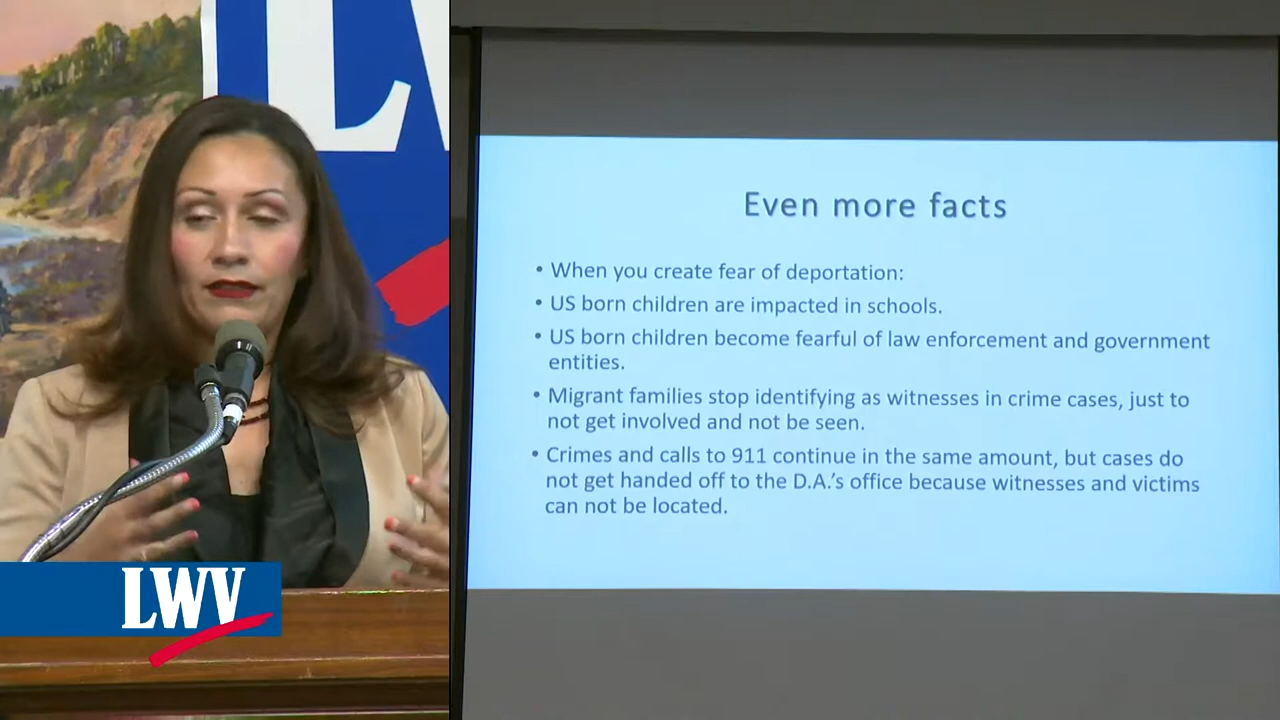 LW
LWV
Even more facts
• When you create fear of deportation:
• US born children are impacted in schools.
• US born children become fearful of law enforcement and government
entities.
• Migrant families stop identifying as witnesses in crime cases, just to
not get involved and not be seen.
• Crimes and calls to 911 continue in the same amount, but cases do
not get handed off to the D.A.'s office because witnesses and victims
can not be located.